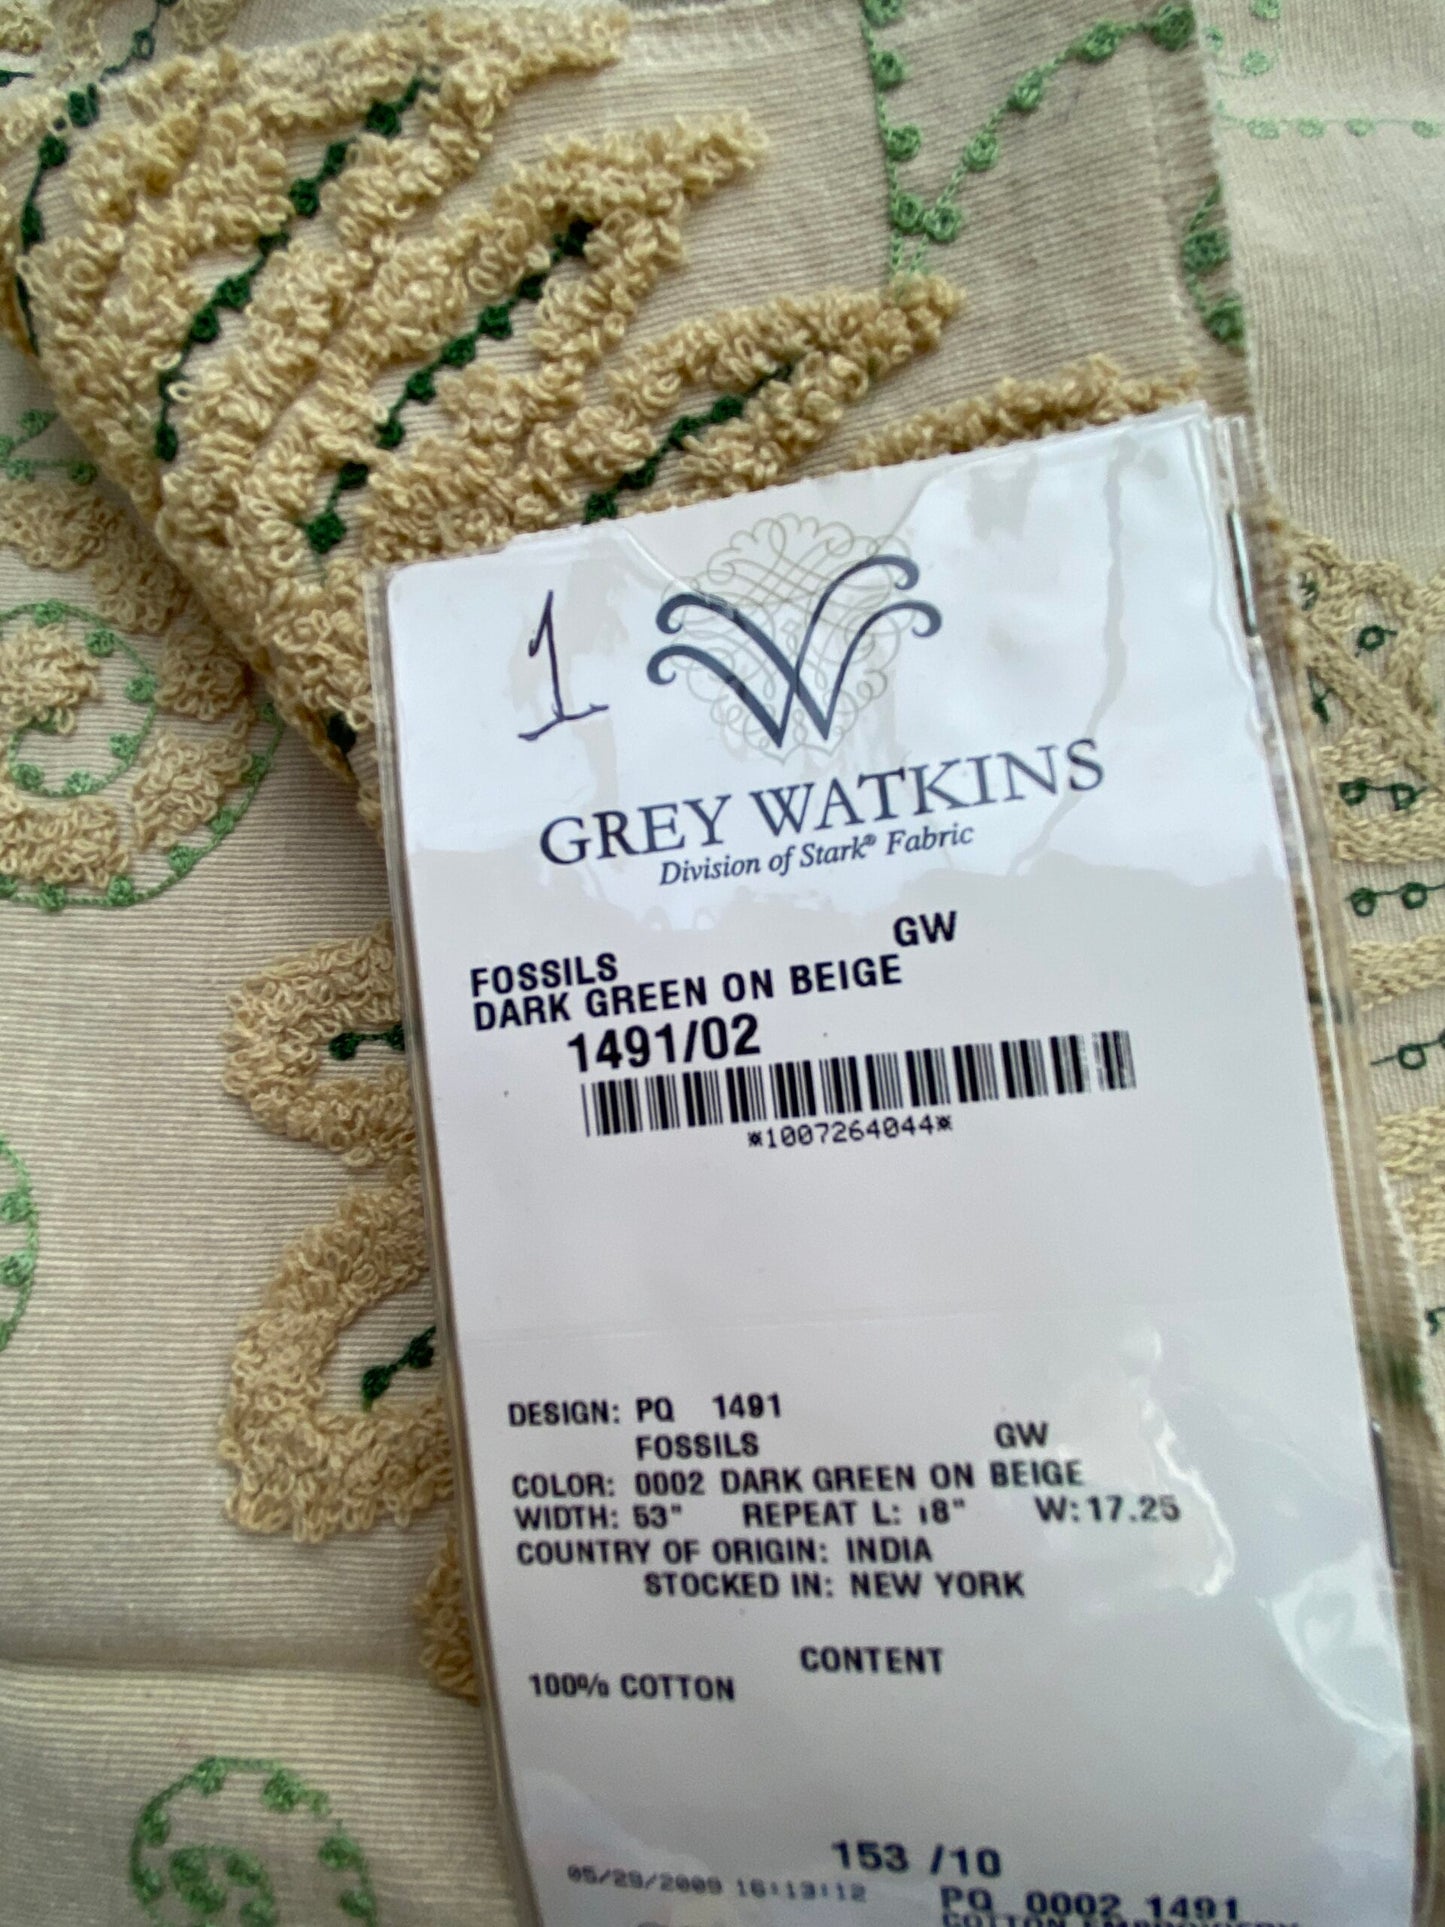 1
GREY WATKINS
Division of Stark® Fabric
FOSSILS GW
DARK GREEN ON BEIGE
1491/02
*1007264044*
DESIGN: PQ 1491
FOSSILS GW
COLOR: 0002 DARK GREEN ON BEIGE
WIDTH: 53" REPEAT L: 18" W: 17.25
COUNTRY OF ORIGIN: INDIA
STOCKED IN: NEW YORK
CONTENT
100% COTTON
153 /10
05/29/2009 16:13:12
PQ 0002 1491
COTTON